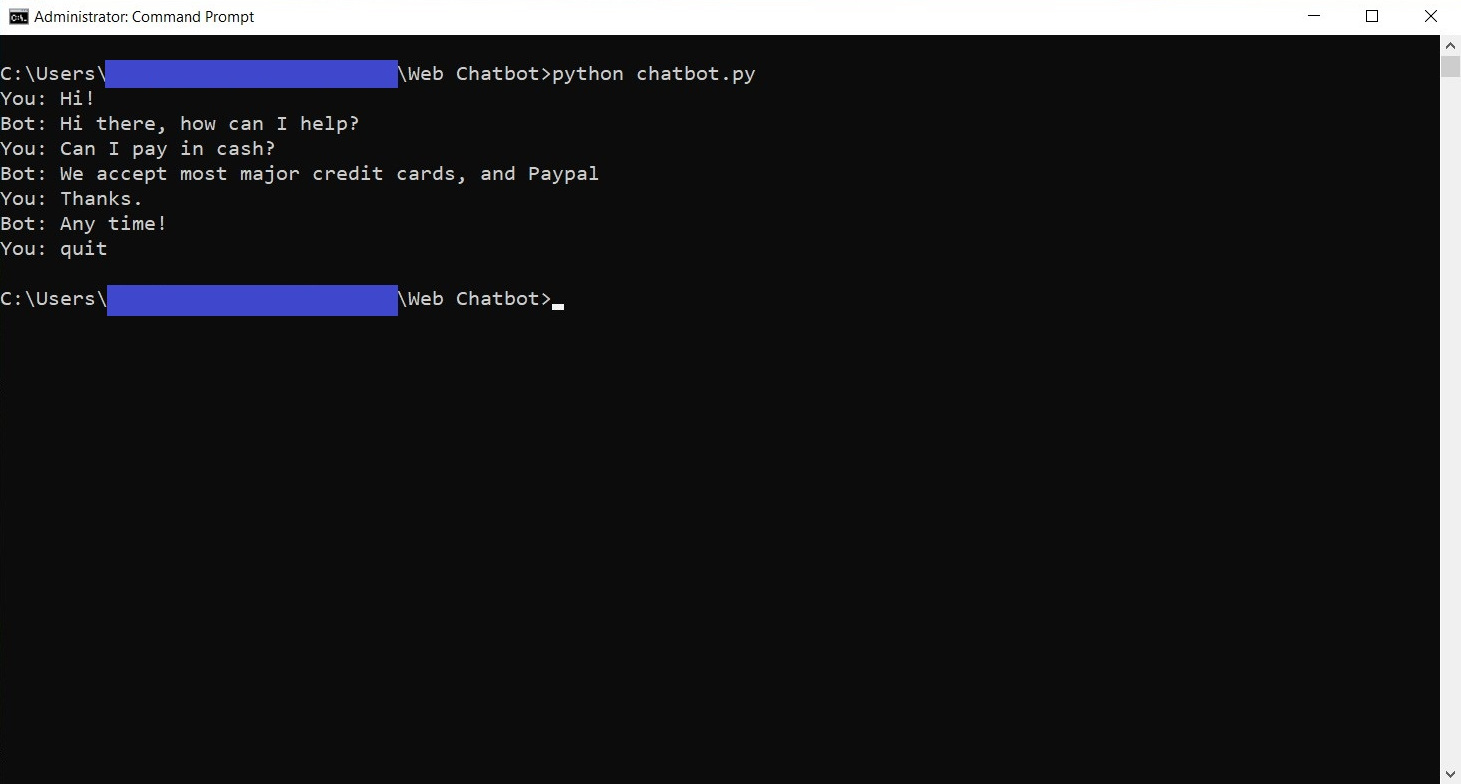 Administrator: Command Prompt
C:\Users\ \Web Chatbot>python chatbot.py
You: Hi!
Bot: Hi there, how can I help?
You: Can I pay in cash?
Bot: We accept most major credit cards, and Paypal
You: Thanks.
Bot: Any time!
You: quit
C:\Users\ \Web Chatbot>